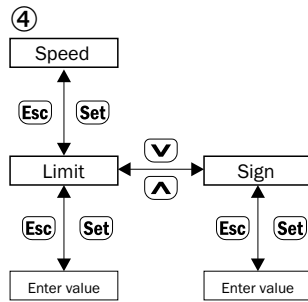 ④
Speed
Esc Set
Limit Sign
Esc Set Esc Set
Enter value Enter value